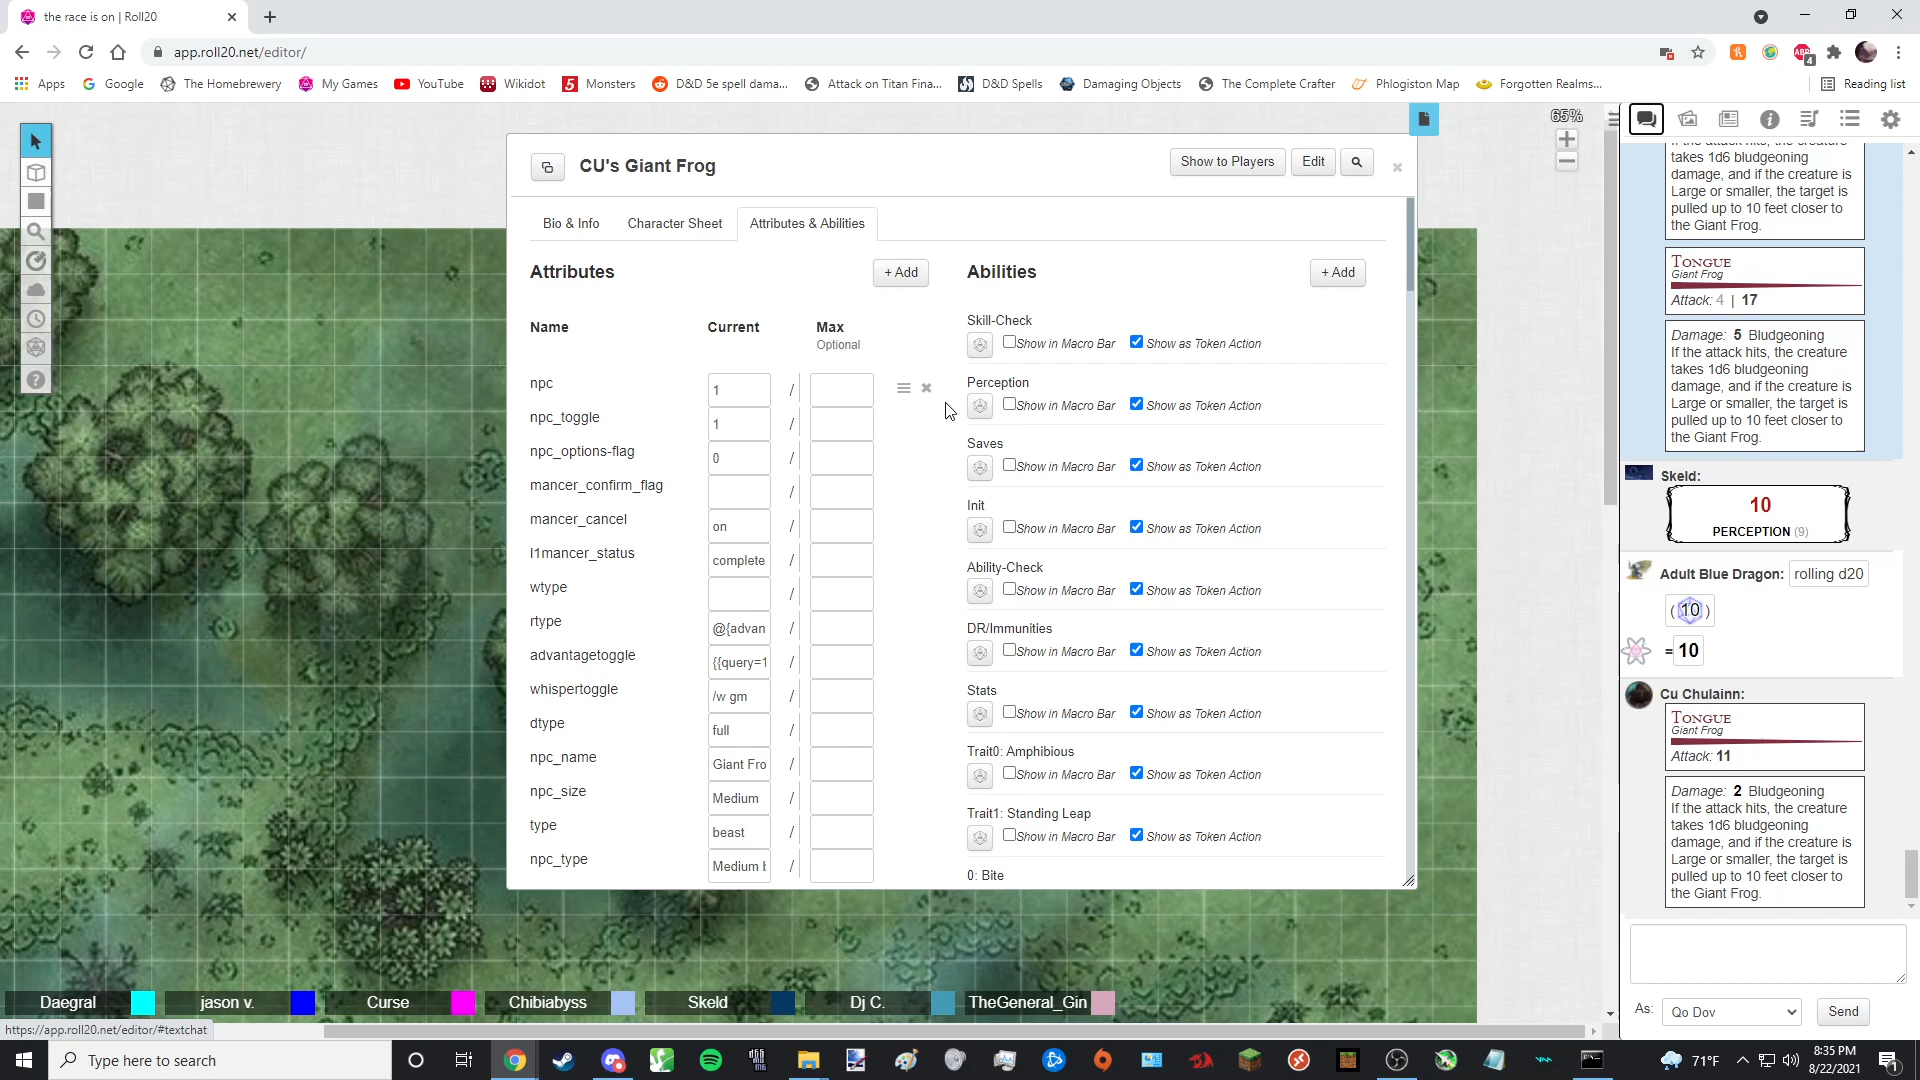 the race is on | Roll20
app.roll20.net/editor/
Apps
Google
The Homebrewery
My Games
YouTube
Wikidot
5
Monsters
D&D 5e spell dama...
Attack on Titan Fina...
D&D Spells
Damaging Objects
The Complete Crafter
Phlogiston Map
Forgotten Realms...
Reading list
ABP
4
65%
CU's Giant Frog
Show to Players
Edit
Bio & Info
Character Sheet
Attributes & Abilities
Attributes
+ Add
Name
Current
Max
Optional
npc
1
/
npc_toggle
1
/
npc_options-flag
0
/
mancer_confirm_flag
/
mancer_cancel
on
/
l1mancer_status
complete
/
wtype
/
rtype
@{advan
/
advantagetoggle
{{query=1
/
whispertoggle
/w gm
/
dtype
full
/
npc_name
Giant Fro
/
npc_size
Medium
/
type
beast
/
npc_type
Medium b
/
Abilities
+ Add
Skill-Check
Show in Macro Bar
Show as Token Action
Perception
Show in Macro Bar
Show as Token Action
Saves
Show in Macro Bar
Show as Token Action
Init
Show in Macro Bar
Show as Token Action
Ability-Check
Show in Macro Bar
Show as Token Action
DR/Immunities
Show in Macro Bar
Show as Token Action
Stats
Show in Macro Bar
Show as Token Action
Trait0: Amphibious
Show in Macro Bar
Show as Token Action
Trait1: Standing Leap
Show in Macro Bar
Show as Token Action
0: Bite
takes 1d6 bludgeoning
damage, and if the creature is
Large or smaller, the target is
pulled up to 10 feet closer to
the Giant Frog.
TONGUE
Giant Frog
Attack: 4 | 17
Damage: 5 Bludgeoning
If the attack hits, the creature
takes 1d6 bludgeoning
damage, and if the creature is
Large or smaller, the target is
pulled up to 10 feet closer to
the Giant Frog.
Skeld:
10
PERCEPTION (9)
Adult Blue Dragon:
rolling d20
(10)
=10
Cu Chulainn:
TONGUE
Giant Frog
Attack: 11
Damage: 2 Bludgeoning
If the attack hits, the creature
takes 1d6 bludgeoning
damage, and if the creature is
Large or smaller, the target is
pulled up to 10 feet closer to
the Giant Frog.
As:
Qo Dov
Send
Daegral
jason v.
Curse
Chibiabyss
Skeld
Dj C.
TheGeneral_Gin
https://app.roll20.net/editor/#textchat
Type here to search
71°F
8:35 PM
8/22/2021
1